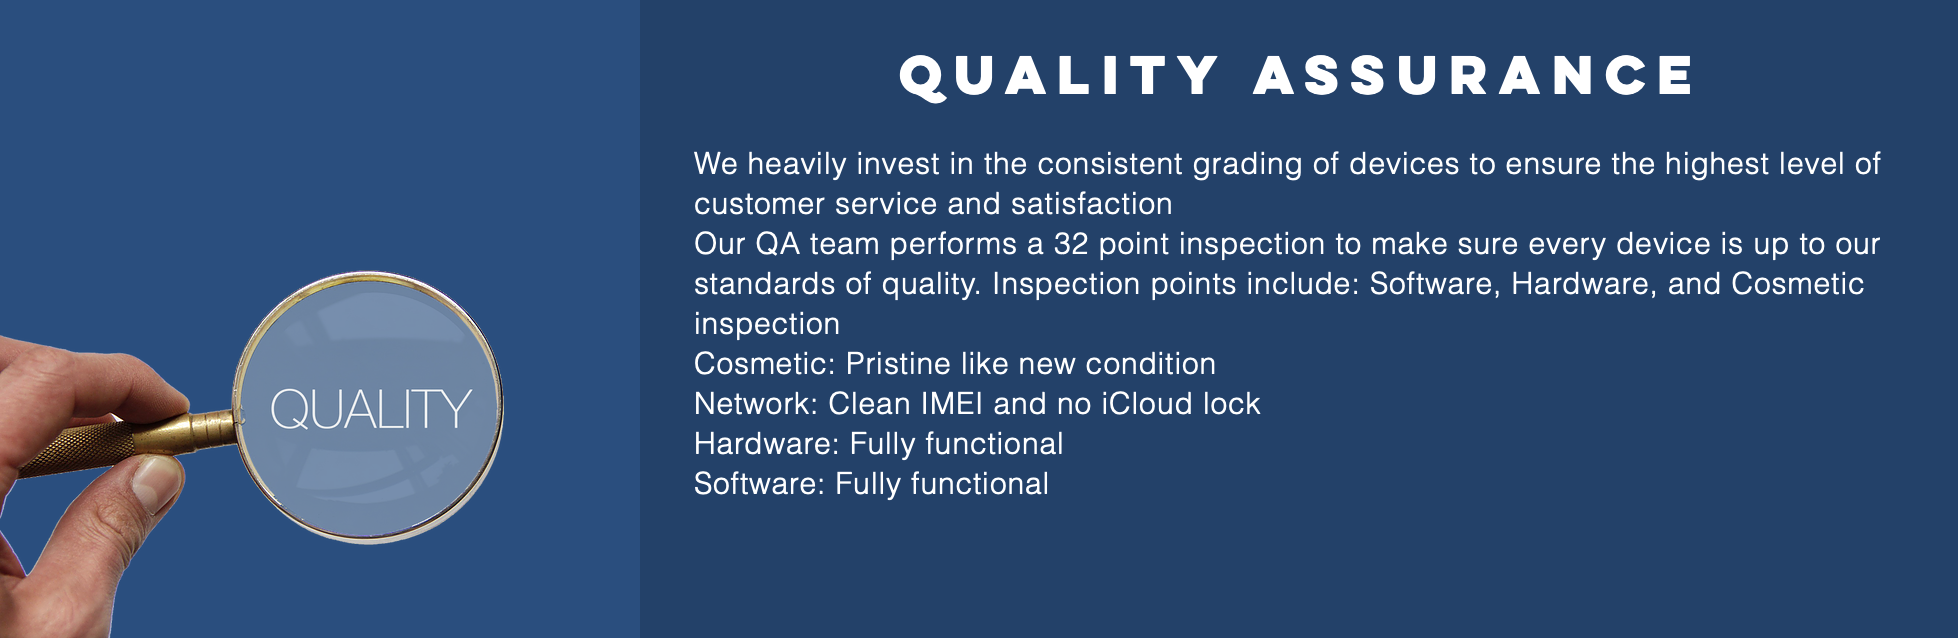 QUALITY ASSURANCE
We heavily invest in the consistent grading of devices to ensure the highest level of
customer service and satisfaction
Our QA team performs a 32 point inspection to make sure every device is up to our
standards of quality. Inspection points include: Software, Hardware, and Cosmetic
inspection
Cosmetic: Pristine like new condition
Network: Clean IMEI and no iCloud lock
Hardware: Fully functional
Software: Fully functional
QUALITY